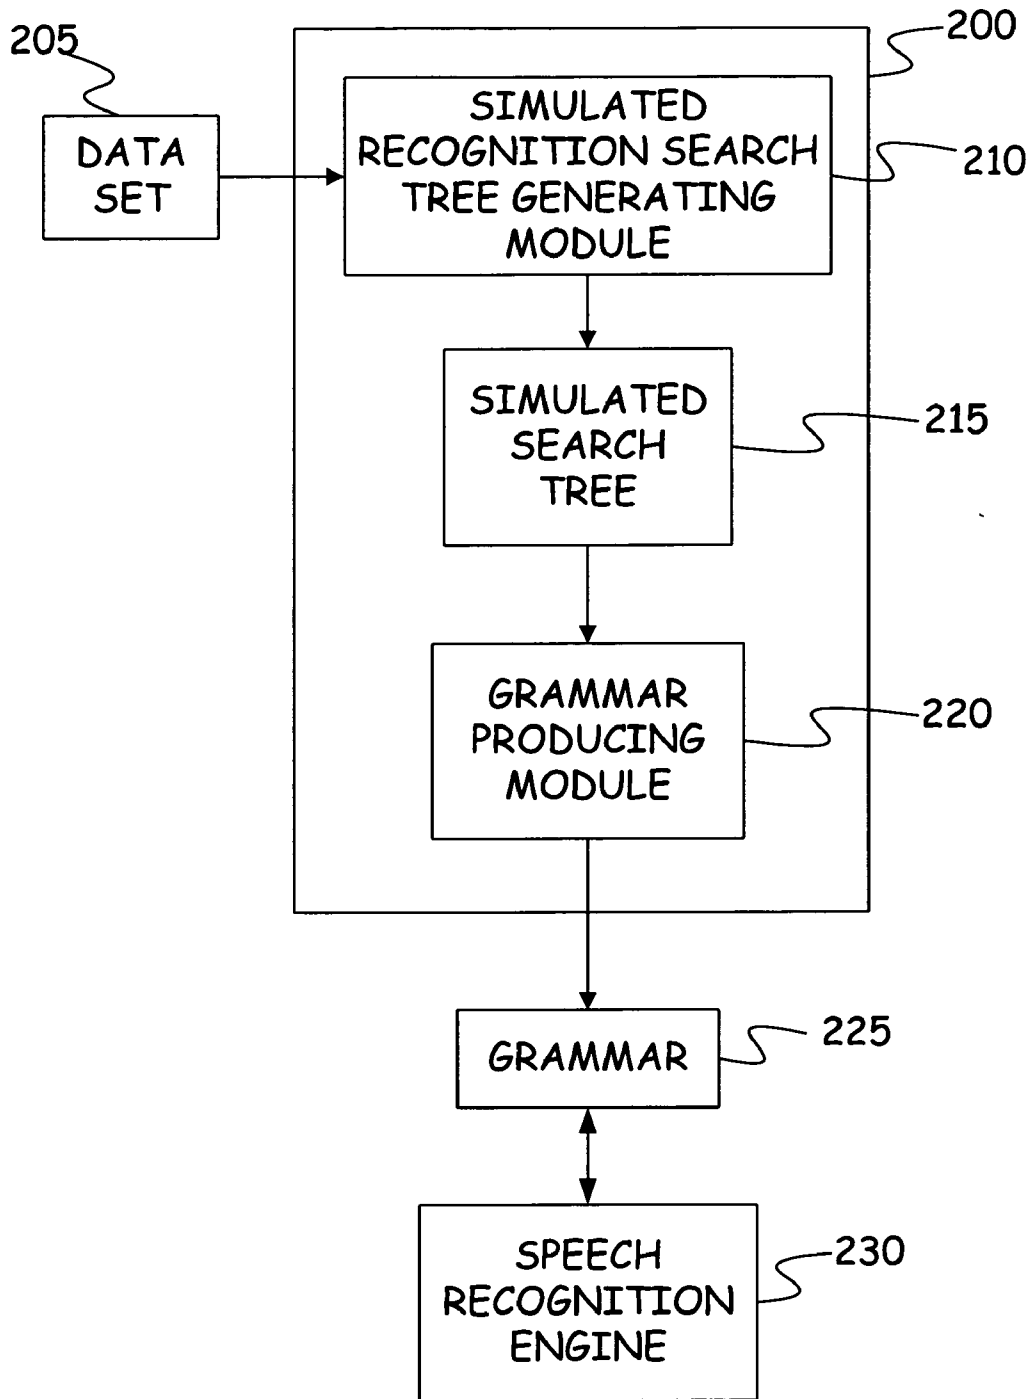 205
200
DATA
SET
SIMULATED
RECOGNITION SEARCH
TREE GENERATING
MODULE
210
SIMULATED
SEARCH
TREE
215
GRAMMAR
PRODUCING
MODULE
220
GRAMMAR
225
SPEECH
RECOGNITION
ENGINE
230